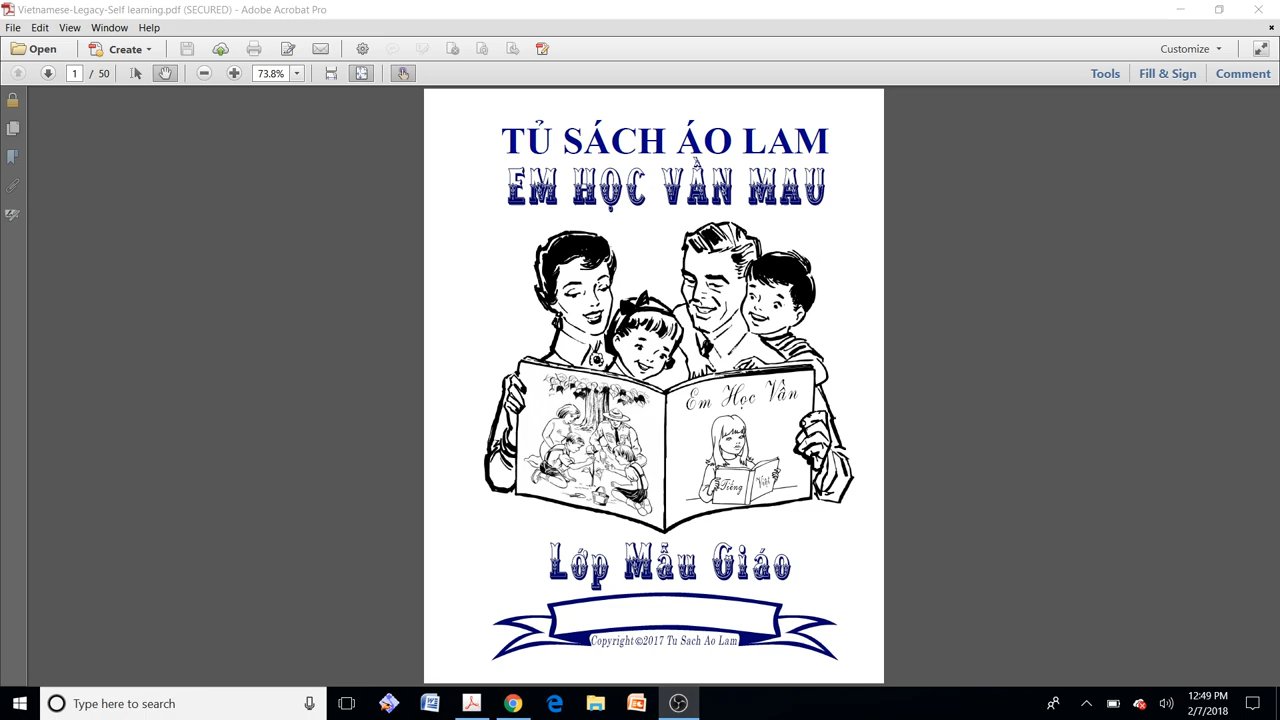 Vietnamese-Legacy-Self learning.pdf (SECURED) - Adobe Acrobat Pro
File Edit View Window Help
Open Create Customize
1 / 50 73.8% Tools Fill & Sign Comment
TỦ SÁCH ÁO LAM
EM HỌC VẦN MAU
Em Học Vần
Tiếng Việt
Lớp Mẫu Giáo
Copyright©2017 Tu Sach Ao Lam
Type here to search
12:49 PM
2/7/2018